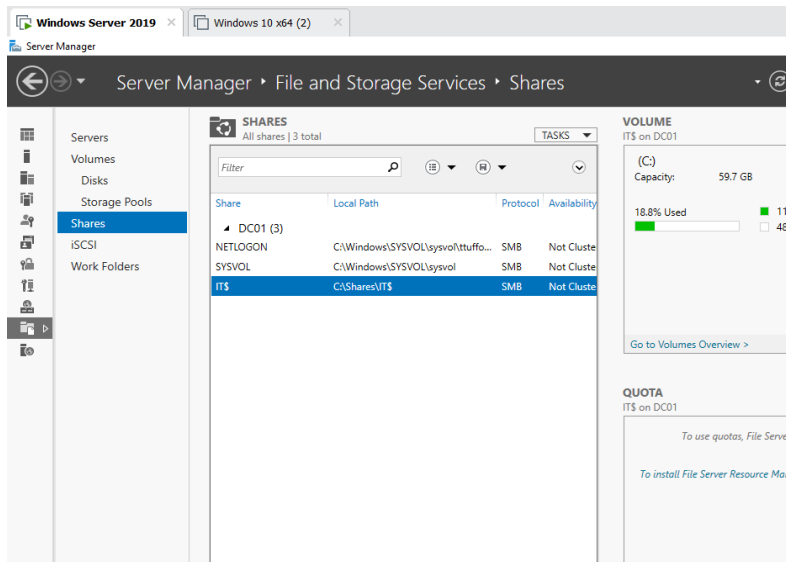 Windows Server 2019 × Windows 10 x64 (2) ×
Server Manager
Server Manager ‣ File and Storage Services ‣ Shares
Servers
Volumes
Disks
Storage Pools
Shares
iSCSI
Work Folders
SHARES
All shares | 3 total
TASKS
Filter
Share Local Path Protocol Availability
DC01 (3)
NETLOGON C:\Windows\SYSVOL\sysvol\ttuffo... SMB Not Cluste
SYSVOL C:\Windows\SYSVOL\sysvol SMB Not Cluste
IT$ C:\Shares\IT$ SMB Not Cluste
VOLUME
IT$ on DC01
(C:)
Capacity: 59.7 GB
18.8% Used
11
48
Go to Volumes Overview >
QUOTA
IT$ on DC01
To use quotas, File Serve
To install File Server Resource Ma